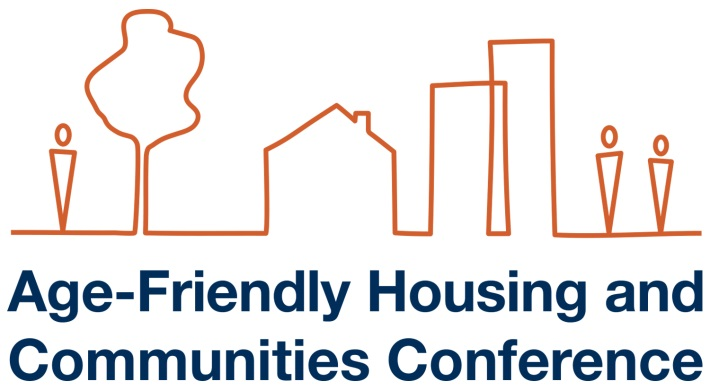 Age-Friendly Housing and
Communities Conference